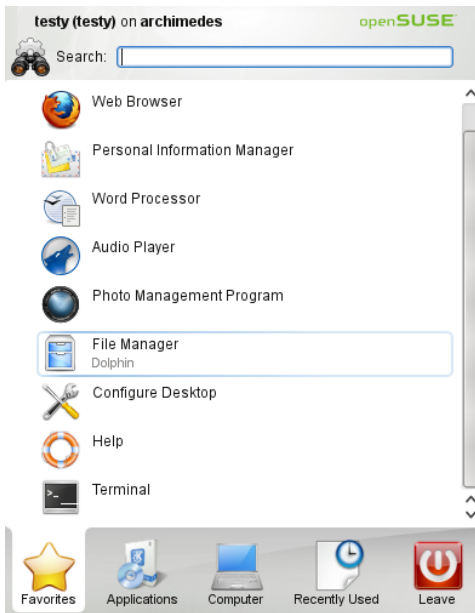 testy (testy) on archimedes
openSUSE
Search:
Web Browser
Personal Information Manager
Word Processor
Audio Player
Photo Management Program
File Manager
Dolphin
Configure Desktop
Help
>_
Terminal
Favorites
Applications
Computer
Recently Used
Leave